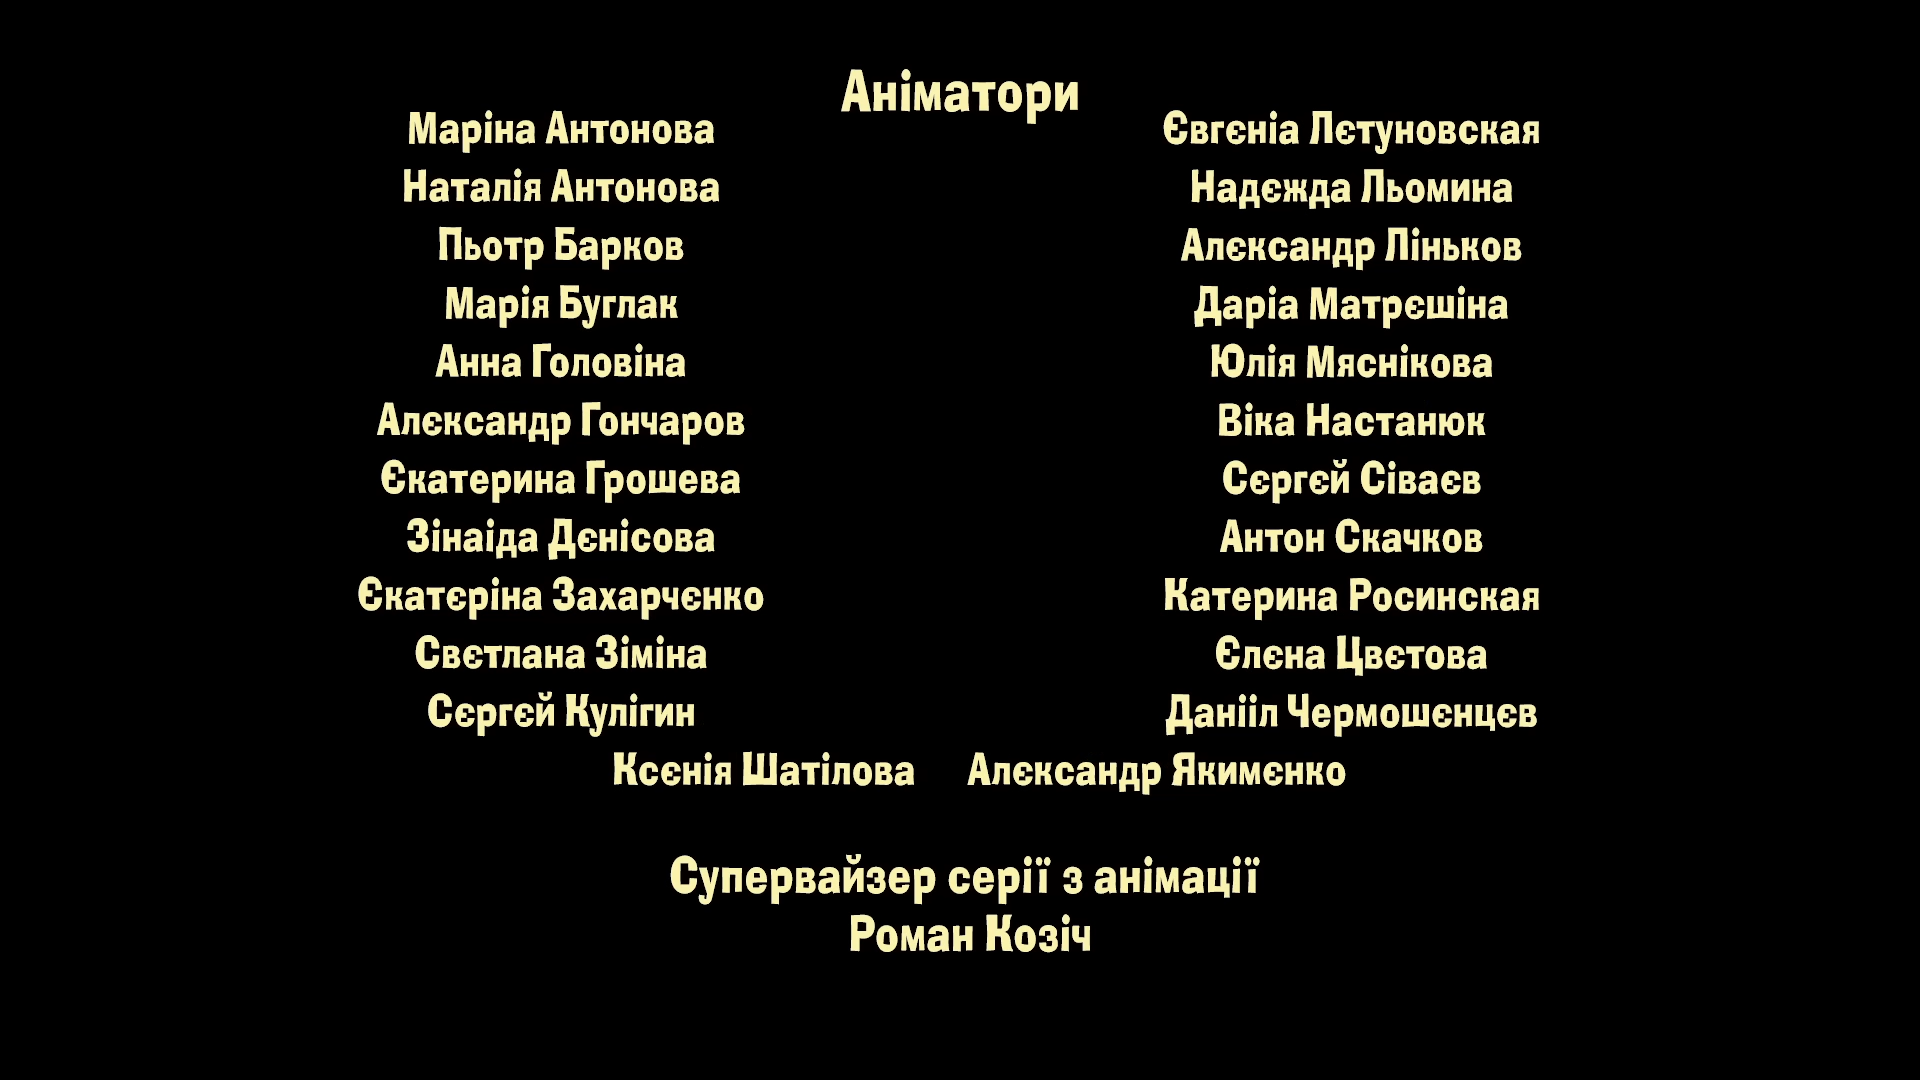 Аніматори
Маріна Антонова
Наталія Антонова
Пьотр Барков
Марія Буглак
Анна Головіна
Алєксандр Гончаров
Єкатерина Грошева
Зінаіда Дєнісова
Єкатєріна Захарчєнко
Свєтлана Зіміна
Сєргєй Кулігин
Євгєніа Лєтуновская
Надєжда Льомина
Алєксандр Ліньков
Даріа Матрєшіна
Юлія Мяснікова
Віка Настанюк
Сєргєй Сіваєв
Антон Скачков
Катерина Росинская
Єлєна Цвєтова
Данііл Чермошєнцєв
Ксєнія Шатілова Алєксандр Якимєнко
Супервайзер серії з анімації
Роман Козіч